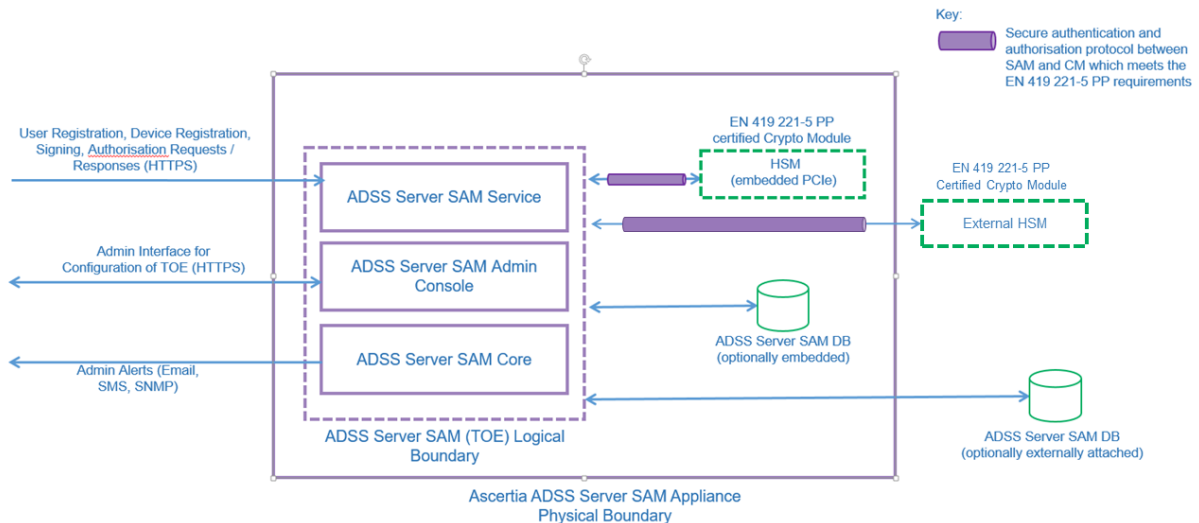 Key:
Secure authentication and
authorisation protocol between
SAM and CM which meets the
EN 419 221-5 PP requirements
User Registration, Device Registration,
Signing, Authorisation Requests /
Responses (HTTPS)
ADSS Server SAM Service
EN 419 221-5 PP
certified Crypto Module
HSM
(embedded PCIe)
EN 419 221-5 PP
Certified Crypto Module
External HSM
Admin Interface for
Configuration of TOE (HTTPS)
ADSS Server SAM Admin
Console
ADSS Server SAM DB
(optionally embedded)
ADSS Server SAM Core
Admin Alerts (Email,
SMS, SNMP)
ADSS Server SAM (TOE) Logical
Boundary
ADSS Server SAM DB
(optionally externally attached)
Ascertia ADSS Server SAM Appliance
Physical Boundary